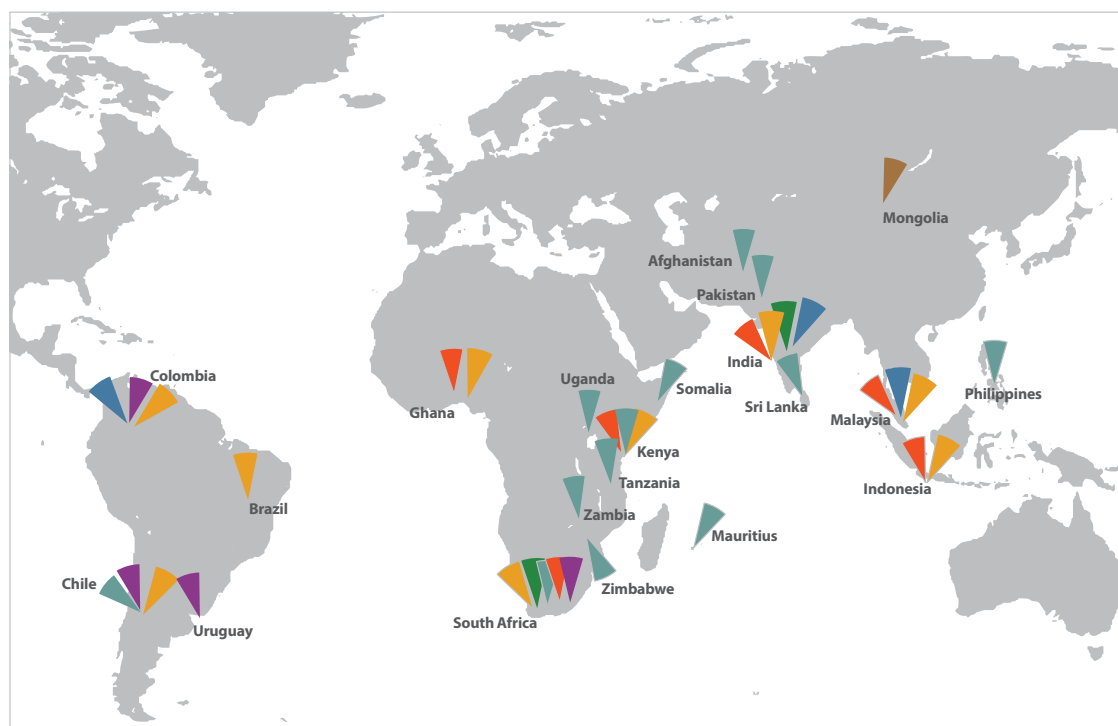 Mongolia
Afghanistan
Pakistan
India
Sri Lanka
Philippines
Malaysia
Indonesia
Colombia
Brazil
Chile
Uruguay
Ghana
Uganda
Somalia
Kenya
Tanzania
Zambia
Mauritius
Zimbabwe
South Africa